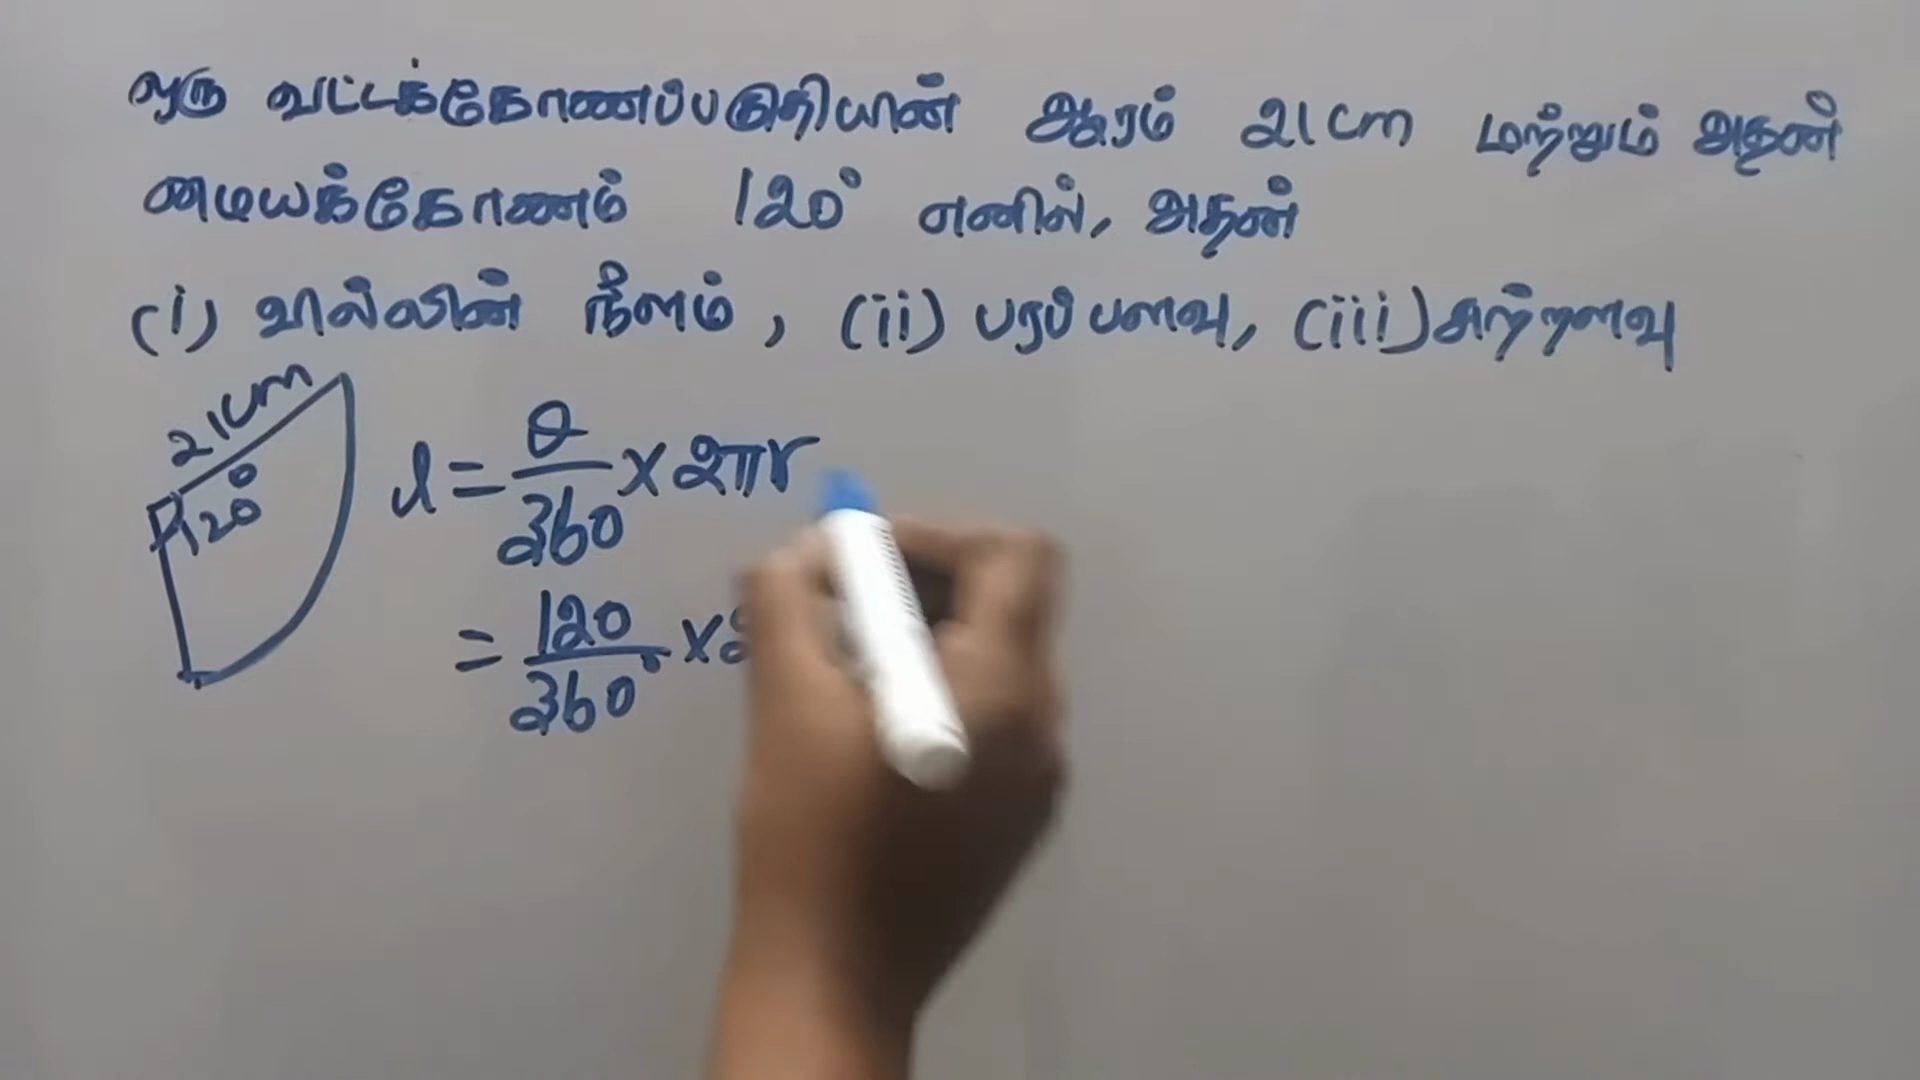 ஒரு வட்டக்கோணப்பகுதியின் ஆரம் 21cm மற்றும் அதன்
மையக்கோணம் 120° எனில், அதன்
(i) வில்லின் நீளம், (ii) பரப்பளவு, (iii) சுற்றளவு
21cm
120°
l = θ/360 × 2πr
= 120/360° × 2